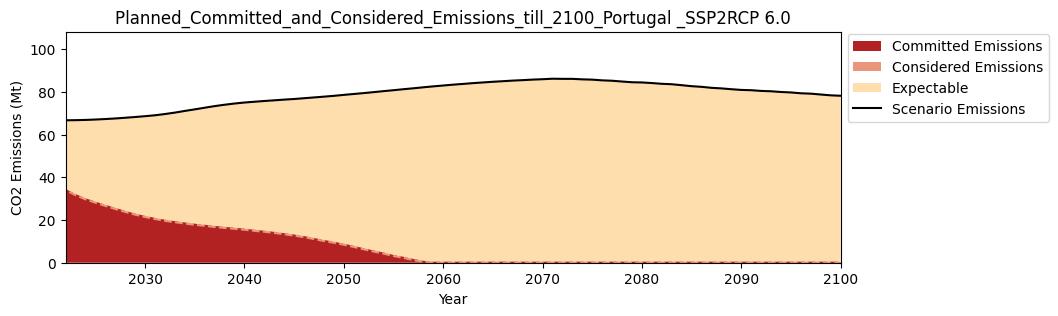 Planned_Committed_and_Considered_Emissions_till_2100_Portugal _SSP2RCP 6.0
CO2 Emissions (Mt)
100
80
60
40
20
0
2030 2040 2050 2060 2070 2080 2090 2100
Year
Committed Emissions
Considered Emissions
Expectable
Scenario Emissions